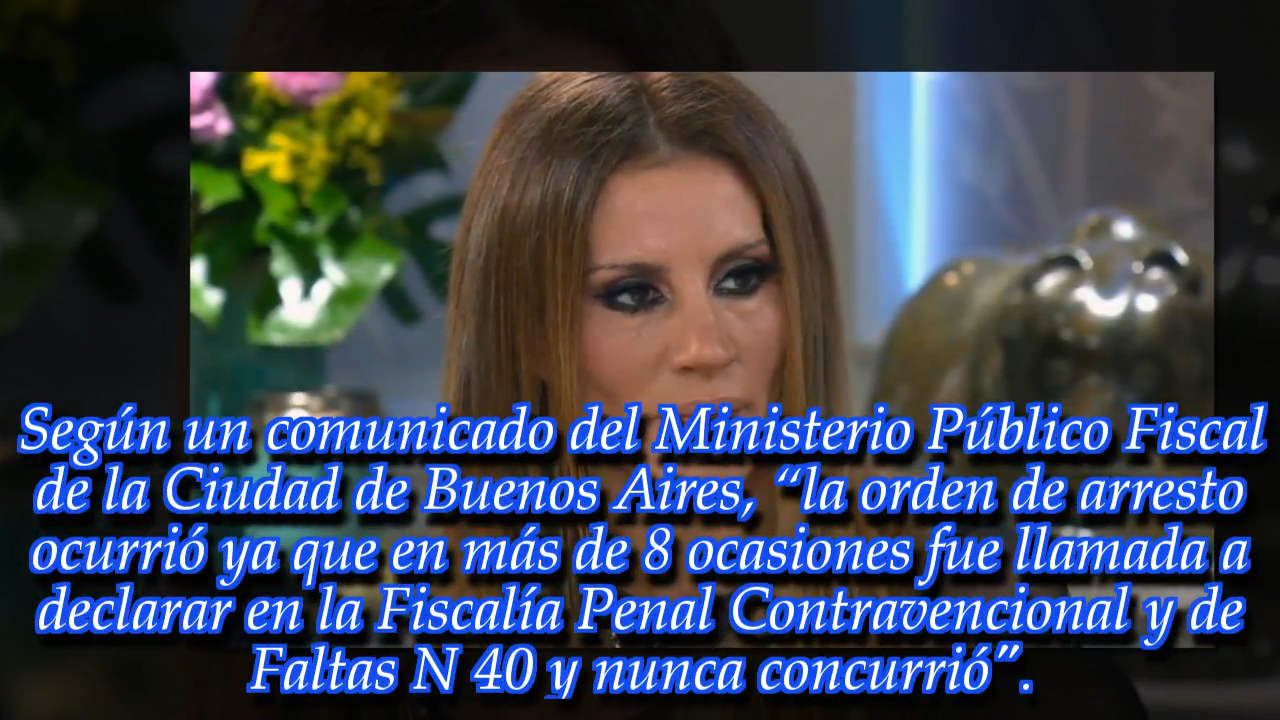 Según un comunicado del Ministerio Público Fiscal
de la Ciudad de Buenos Aires, “la orden de arresto
ocurrió ya que en más de 8 ocasiones fue llamada a
declarar en la Fiscalía Penal Contravencional y de
Faltas N 40 y nunca concurrió”.